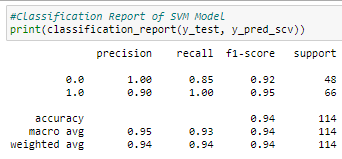 #Classification Report of SVM Model
print(classification_report(y_test, y_pred_scv))
precision recall f1-score support
0.0 1.00 0.85 0.92 48
1.0 0.90 1.00 0.95 66
accuracy 0.94 114
macro avg 0.95 0.93 0.94 114
weighted avg 0.94 0.94 0.94 114